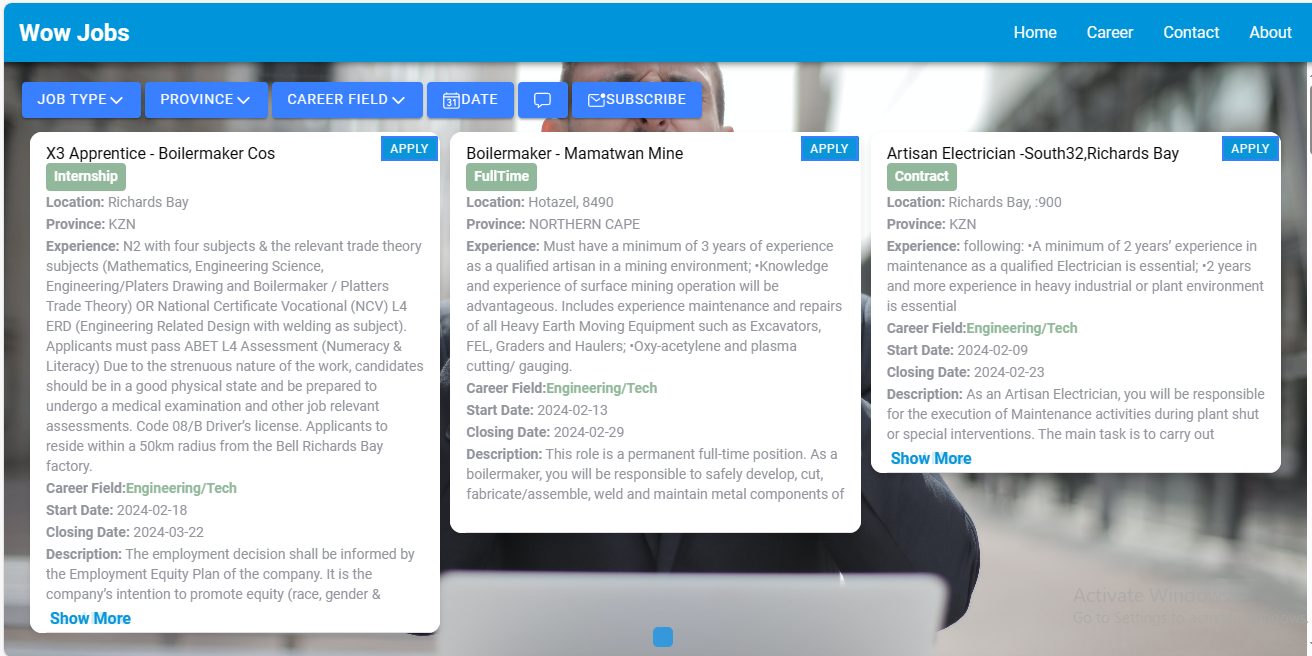 Wow Jobs
Home Career Contact About
JOB TYPE PROVINCE CAREER FIELD 31 DATE SUBSCRIBE
X3 Apprentice - Boilermaker Cos
APPLY
Internship
Location: Richards Bay
Province: KZN
Experience: N2 with four subjects & the relevant trade theory
subjects (Mathematics, Engineering Science,
Engineering/Platers Drawing and Boilermaker / Platters
Trade Theory) OR National Certificate Vocational (NCV) L4
ERD (Engineering Related Design with welding as subject).
Applicants must pass ABET L4 Assessment (Numeracy &
Literacy) Due to the strenuous nature of the work, candidates
should be in a good physical state and be prepared to
undergo a medical examination and other job relevant
assessments. Code 08/B Driver's license. Applicants to
reside within a 50km radius from the Bell Richards Bay
factory.
Career Field:Engineering/Tech
Start Date: 2024-02-18
Closing Date: 2024-03-22
Description: The employment decision shall be informed by
the Employment Equity Plan of the company. It is the
company's intention to promote equity (race, gender &
Show More
Boilermaker - Mamatwan Mine
APPLY
FullTime
Location: Hotazel, 8490
Province: NORTHERN CAPE
Experience: Must have a minimum of 3 years of experience
as a qualified artisan in a mining environment; •Knowledge
and experience of surface mining operation will be
advantageous. Includes experience maintenance and repairs
of all Heavy Earth Moving Equipment such as Excavators,
FEL, Graders and Haulers; •Oxy-acetylene and plasma
cutting/ gauging.
Career Field:Engineering/Tech
Start Date: 2024-02-13
Closing Date: 2024-02-29
Description: This role is a permanent full-time position. As a
boilermaker, you will be responsible to safely develop, cut,
fabricate/assemble, weld and maintain metal components of
Artisan Electrician -South32,Richards Bay
APPLY
Contract
Location: Richards Bay, :900
Province: KZN
Experience: following: •A minimum of 2 years' experience in
maintenance as a qualified Electrician is essential; •2 years
and more experience in heavy industrial or plant environment
is essential
Career Field:Engineering/Tech
Start Date: 2024-02-09
Closing Date: 2024-02-23
Description: As an Artisan Electrician, you will be responsible
for the execution of Maintenance activities during plant shut
or special interventions. The main task is to carry out
Show More
Activate Windows
Go to Settings to activate Windows.